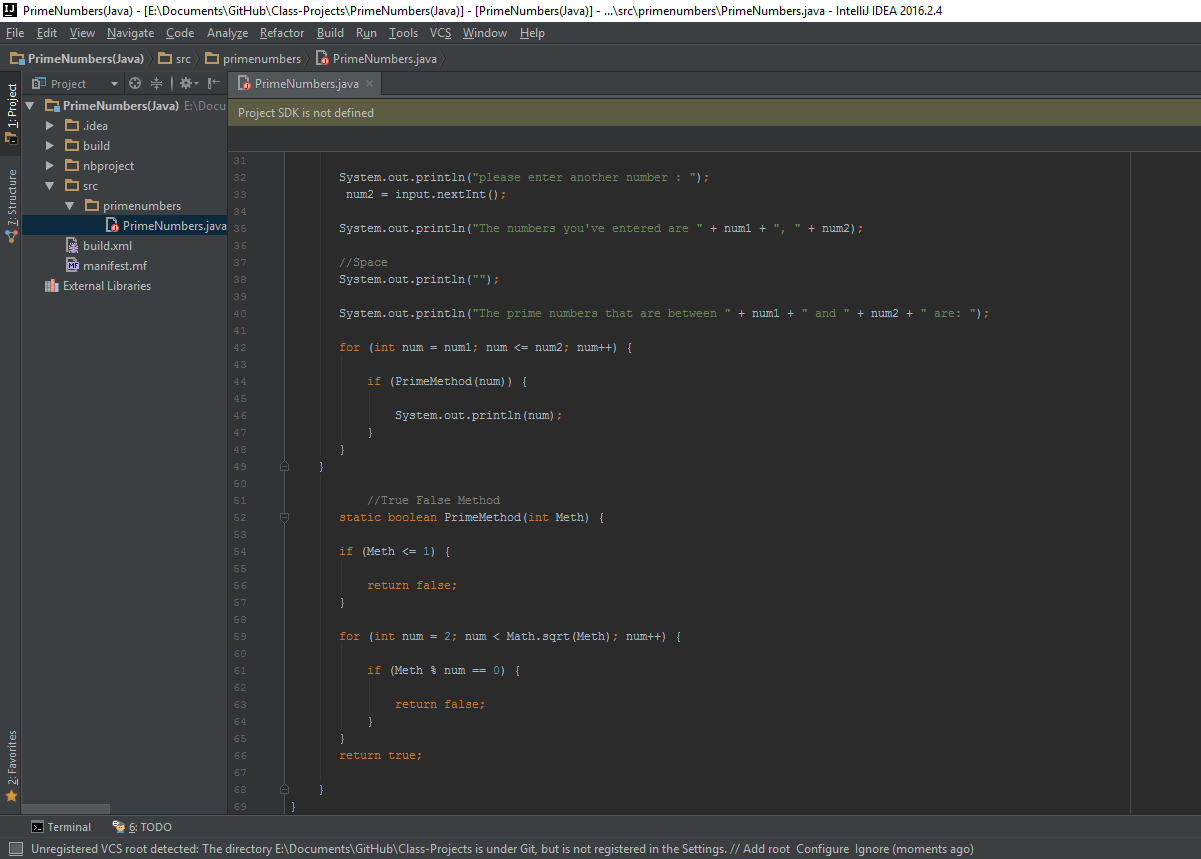 PrimeNumbers(Java) - [E:\Documents\GitHub\Class-Projects\PrimeNumbers(Java)] - [PrimeNumbers(Java)] - ...\src\primenumbers\PrimeNumbers.java - IntelliJ IDEA 2016.2.4
File Edit View Navigate Code Analyze Refactor Build Run Tools VCS Window Help
PrimeNumbers(Java) src primenumbers PrimeNumbers.java
1: Project
7: Structure
2: Favorites
Project
PrimeNumbers(Java) E:\Docu
.idea
build
nbproject
src
primenumbers
PrimeNumbers.java
build.xml
manifest.mf
External Libraries
PrimeNumbers.java
Project SDK is not defined
31
32 System.out.println("please enter another number : ");
33 num2 = input.nextInt();
34
35 System.out.println("The numbers you've entered are " + num1 + ", " + num2);
36
37 //Space
38 System.out.println("");
39
40 System.out.println("The prime numbers that are between " + num1 + " and " + num2 + " are: ");
41
42 for (int num = num1; num <= num2; num++) {
43
44 if (PrimeMethod(num)) {
45
46 System.out.println(num);
47 }
48 }
49 }
50
51 //True False Method
52 static boolean PrimeMethod(int Meth) {
53
54 if (Meth <= 1) {
55
56 return false;
57 }
58
59 for (int num = 2; num < Math.sqrt(Meth); num++) {
60
61 if (Meth % num == 0) {
62
63 return false;
64 }
65 }
66 return true;
67
68 }
69 }
Terminal 6: TODO
Unregistered VCS root detected: The directory E:\Documents\GitHub\Class-Projects is under Git, but is not registered in the Settings. // Add root Configure Ignore (moments ago)